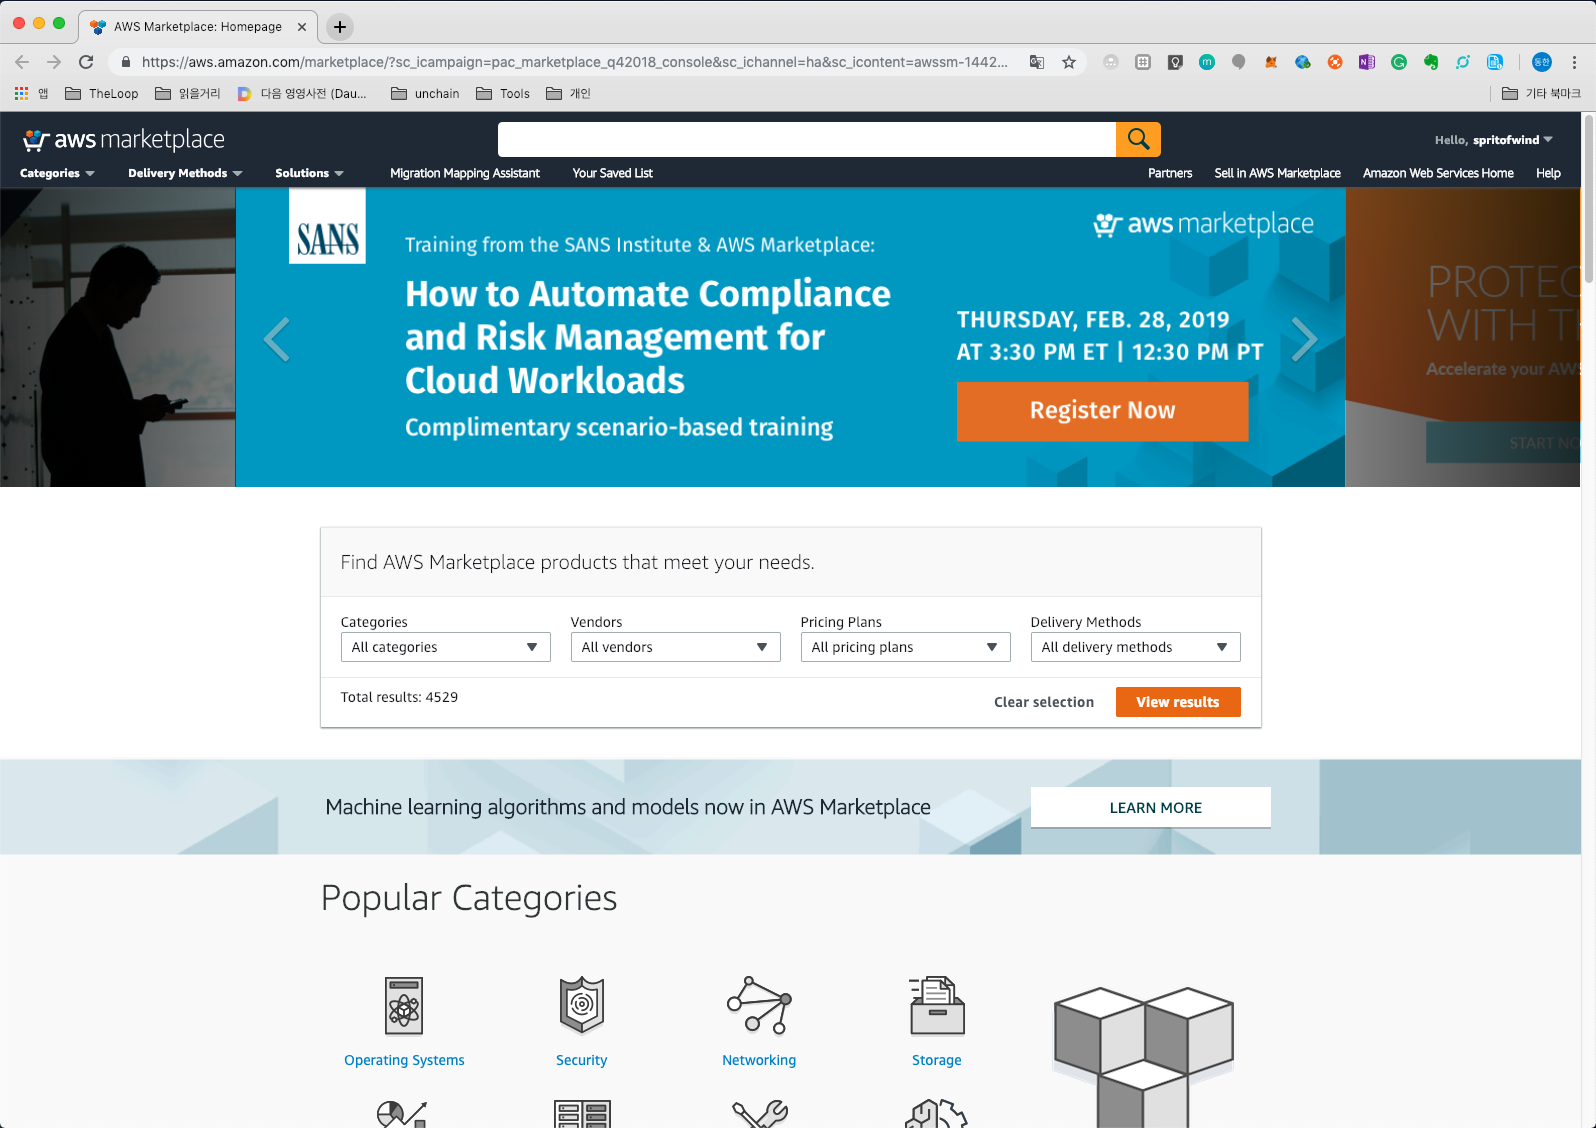 AWS Marketplace: Homepage
https://aws.amazon.com/marketplace/?sc_icampaign=pac_marketplace_q42018_console&sc_ichannel=ha&sc_icontent=awssm-1442...
동한
앱 TheLoop 읽을거리 다음 영영사전 (Dau... unchain Tools 개인 기타 북마크
aws marketplace
Hello, spritofwind
Categories Delivery Methods Solutions Migration Mapping Assistant Your Saved List Partners Sell in AWS Marketplace Amazon Web Services Home Help
SANS
aws marketplace
Training from the SANS Institute & AWS Marketplace:
How to Automate Compliance
and Risk Management for
Cloud Workloads
Complimentary scenario-based training
THURSDAY, FEB. 28, 2019
AT 3:30 PM ET | 12:30 PM PT
Register Now
PROTEC
WITH TH
Accelerate your AWS
START NO
Find AWS Marketplace products that meet your needs.
Categories Vendors Pricing Plans Delivery Methods
All categories All vendors All pricing plans All delivery methods
Total results: 4529
Clear selection View results
Machine learning algorithms and models now in AWS Marketplace
LEARN MORE
Popular Categories
Operating Systems Security Networking Storage